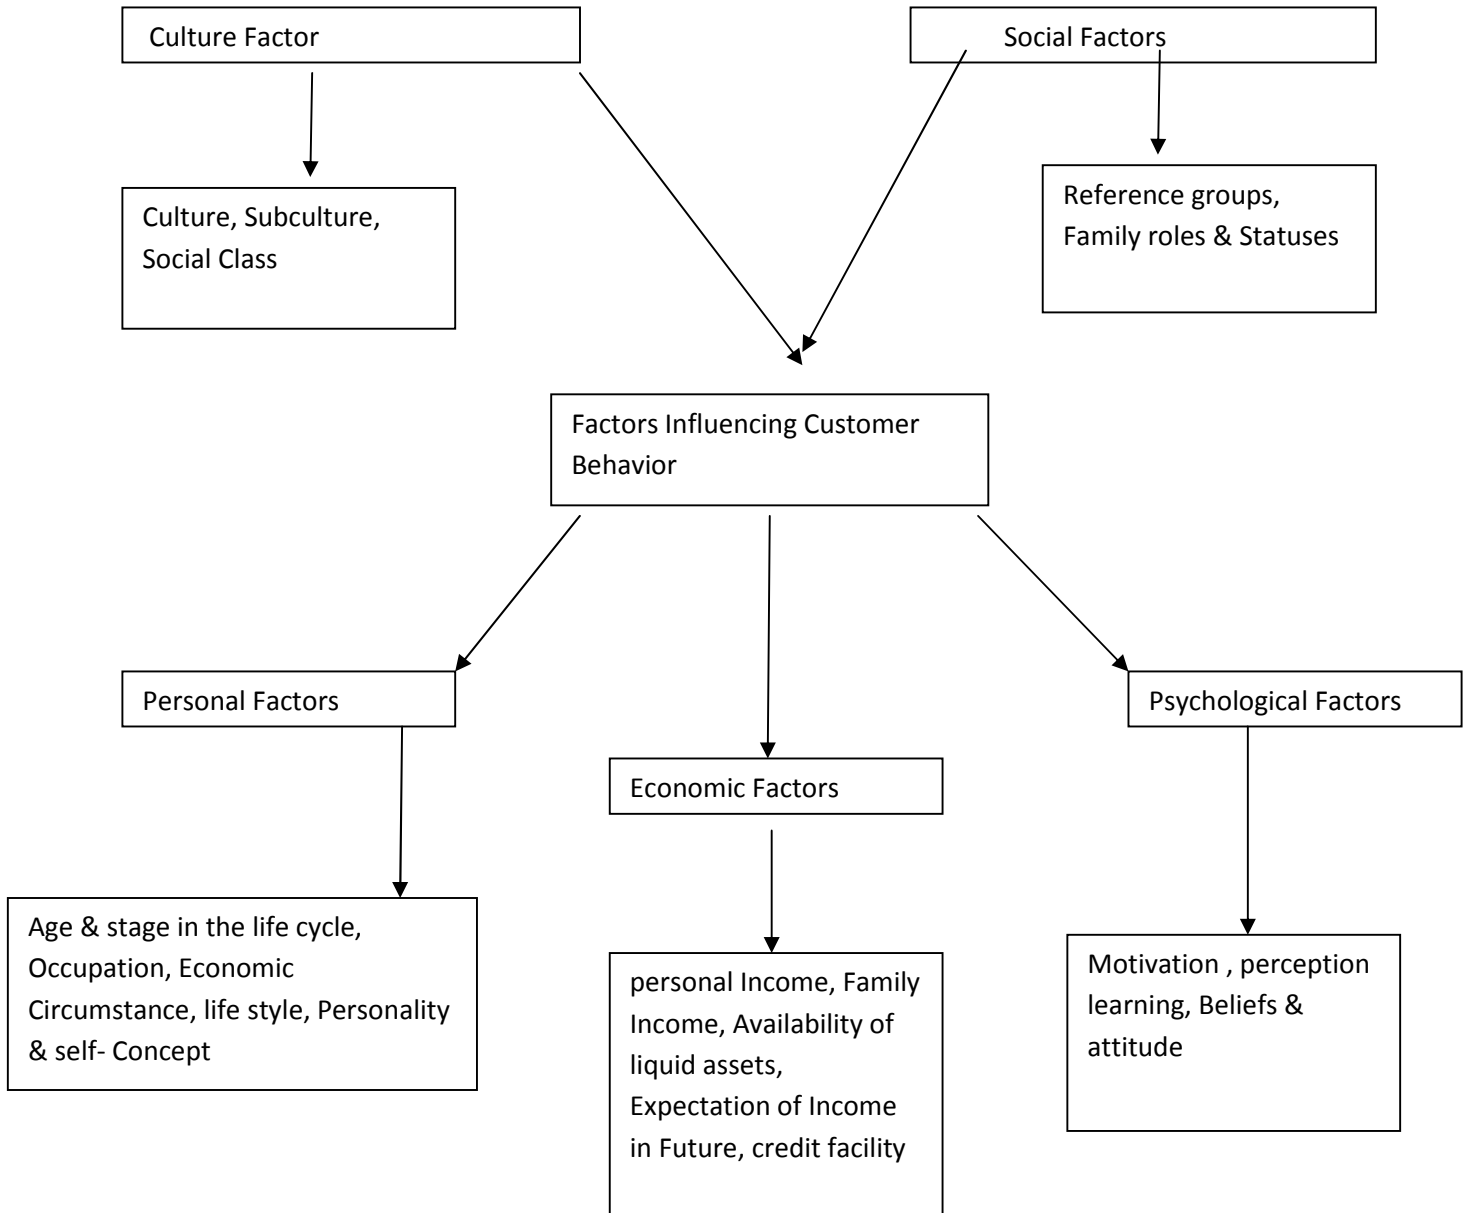 Culture Factor
Social Factors
Culture, Subculture,
Social Class
Reference groups,
Family roles & Statuses
Factors Influencing Customer
Behavior
Personal Factors
Psychological Factors
Economic Factors
Age & stage in the life cycle,
Occupation, Economic
Circumstance, life style, Personality
& self- Concept
personal Income, Family
Income, Availability of
liquid assets,
Expectation of Income
in Future, credit facility
Motivation , perception
learning, Beliefs &
attitude